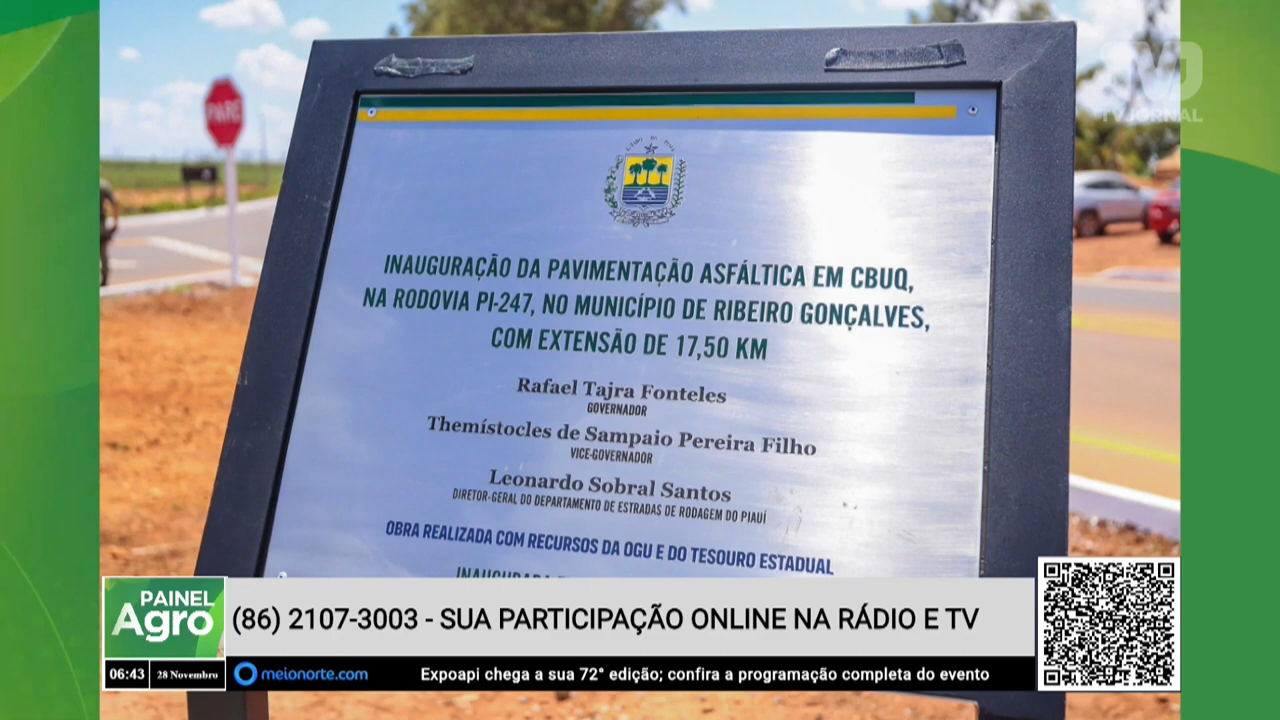 PARE
TV JORNAL
INAUGURAÇÃO DA PAVIMENTAÇÃO ASFÁLTICA EM CBUQ,
NA RODOVIA PI-247, NO MUNICÍPIO DE RIBEIRO GONÇALVES,
COM EXTENSÃO DE 17,50 KM
Rafael Tajra Fonteles
GOVERNADOR
Themístocles de Sampaio Pereira Filho
VICE-GOVERNADOR
Leonardo Sobral Santos
DIRETOR-GERAL DO DEPARTAMENTO DE ESTRADAS DE RODAGEM DO PIAUÍ
OBRA REALIZADA COM RECURSOS DA OGU E DO TESOURO ESTADUAL
PAINEL
Agro
(86) 2107-3003 - SUA PARTICIPAÇÃO ONLINE NA RÁDIO E TV
06:43
28 Novembro
meionorte.com
Expoapi chega a sua 72° edição; confira a programação completa do evento